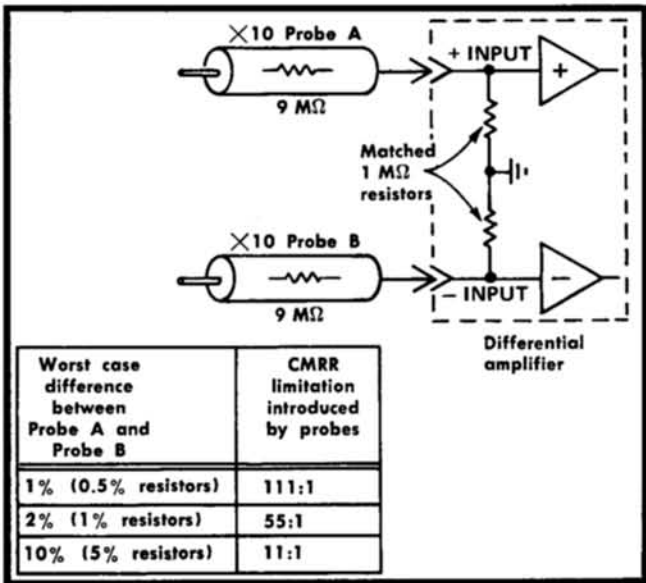 ×10 Probe A
9 MΩ
+ INPUT
+
Matched
1 MΩ
resistors
×10 Probe B
9 MΩ
− INPUT
−
Differential
amplifier
Worst case
difference
between
Probe A and
Probe B
CMRR
limitation
introduced
by probes
1% (0.5% resistors) 111:1
2% (1% resistors) 55:1
10% (5% resistors) 11:1